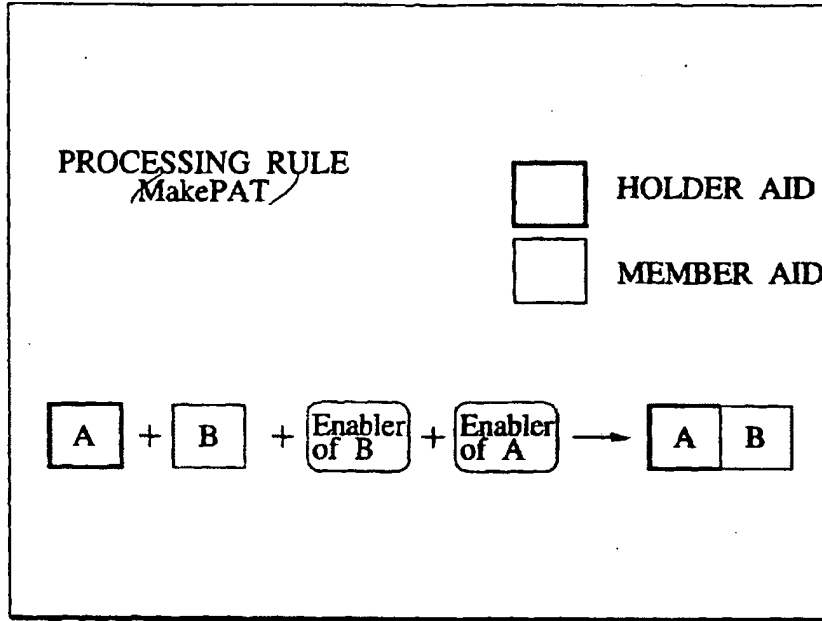 PROCESSING RULE
MakePAT
HOLDER AID
MEMBER AID
A + B + Enabler of B + Enabler of A → A B